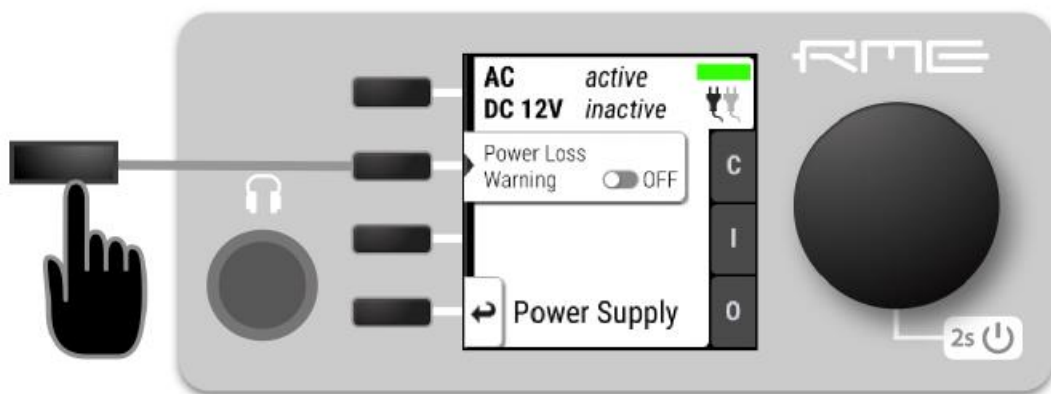 RME
AC active
DC 12V inactive
Power Loss
Warning OFF
C
I
Power Supply O
2s